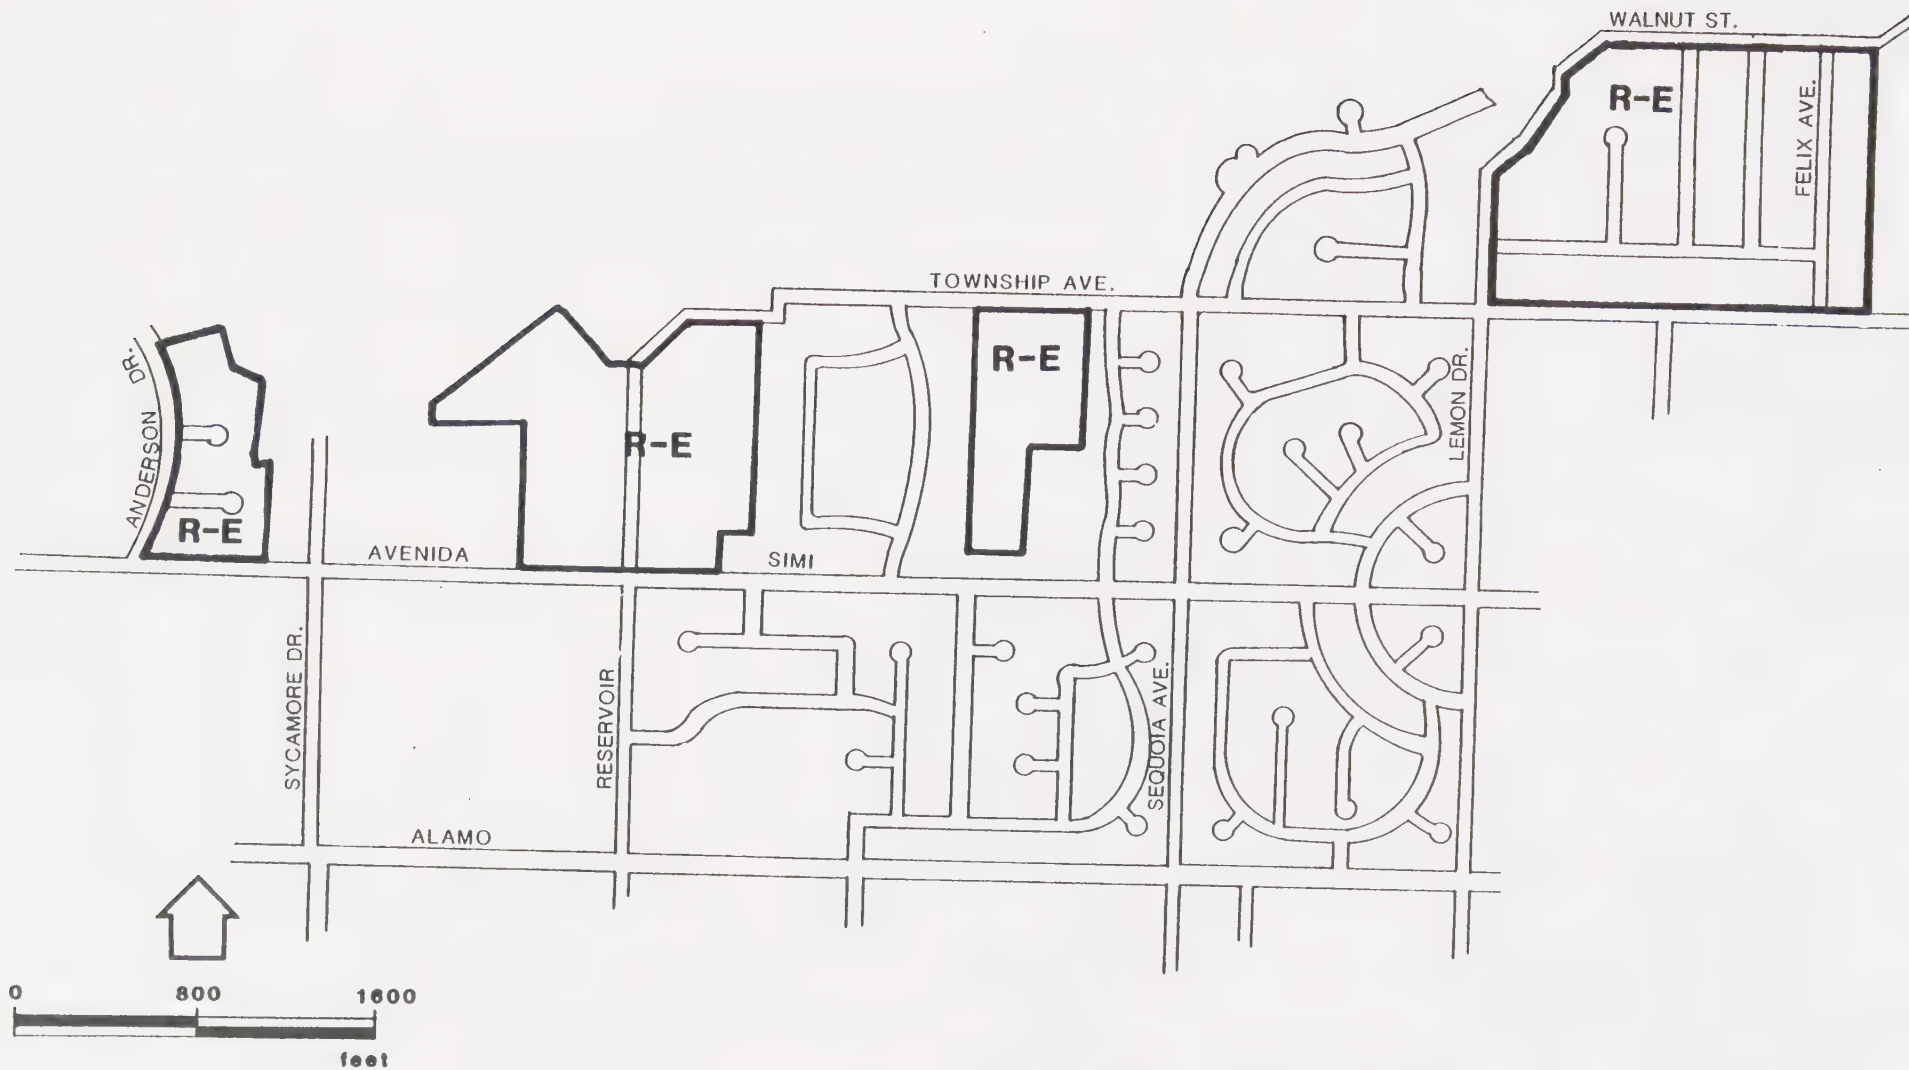 WALNUT ST.
R-E
FELIX AVE.
TOWNSHIP AVE.
R-E
ANDERSON DR.
LEMON DR.
R-E
R-E
AVENIDA SIMI
SYCAMORE DR.
RESERVOIR
SEQUOIA AVE.
ALAMO
0 800 1600
feet